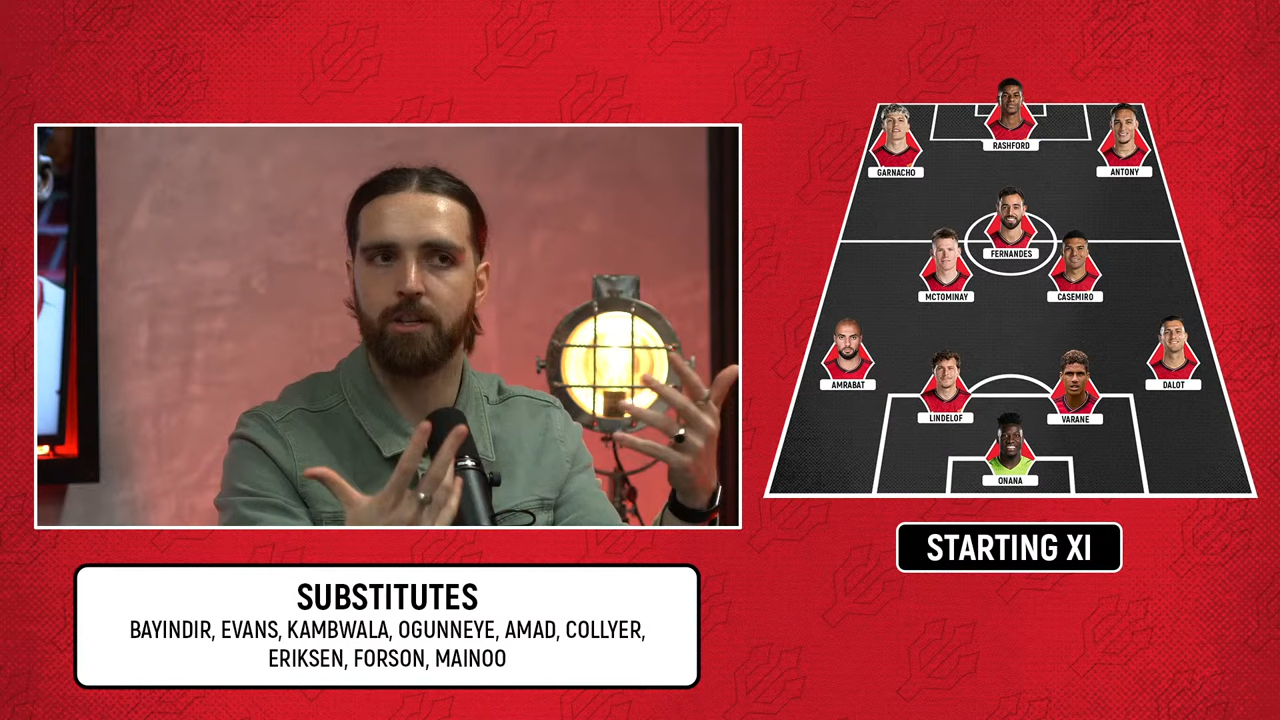 RASHFORD
GARNACHO
ANTONY
FERNANDES
MCTOMINAY
CASEMIRO
AMRABAT
DALOT
LINDELOF
VARANE
ONANA
STARTING XI
SUBSTITUTES
BAYINDIR, EVANS, KAMBWALA, OGUNNEYE, AMAD, COLLYER,
ERIKSEN, FORSON, MAINOO